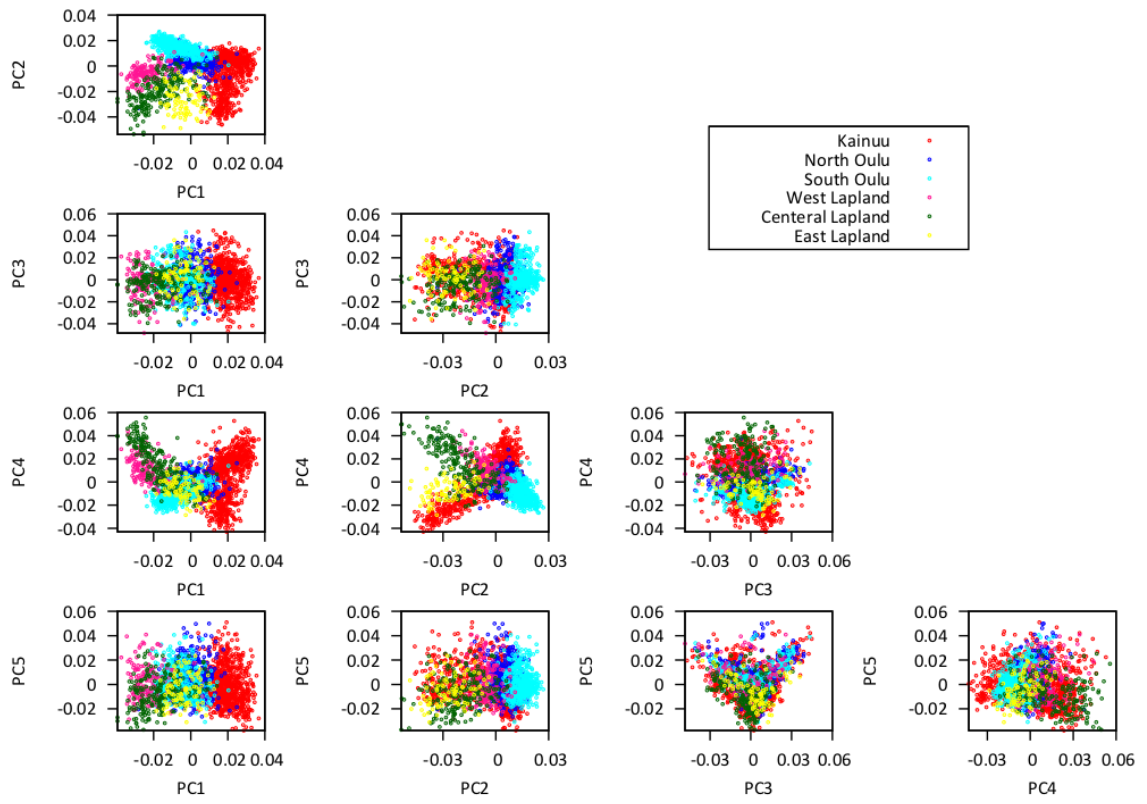 0.04
0.02
0
-0.02
-0.04
PC2
-0.02 0 0.02 0.04
PC1
Kainuu
North Oulu
South Oulu
West Lapland
Centeral Lapland
East Lapland
0.06
0.04
0.02
0
-0.02
-0.04
PC3
-0.02 0 0.02 0.04
PC1
0.06
0.04
0.02
0
-0.02
-0.04
PC3
-0.03 0 0.03
PC2
0.06
0.04
0.02
0
-0.02
-0.04
PC4
-0.02 0 0.02 0.04
PC1
0.06
0.04
0.02
0
-0.02
-0.04
PC4
-0.03 0 0.03
PC2
0.06
0.04
0.02
0
-0.02
-0.04
PC4
-0.03 0 0.03 0.06
PC3
0.06
0.04
0.02
0
-0.02
PC5
-0.02 0 0.02 0.04
PC1
0.06
0.04
0.02
0
-0.02
PC5
-0.03 0 0.03
PC2
0.06
0.04
0.02
0
-0.02
PC5
-0.03 0 0.03 0.06
PC3
0.06
0.04
0.02
0
-0.02
PC5
-0.03 0 0.03 0.06
PC4